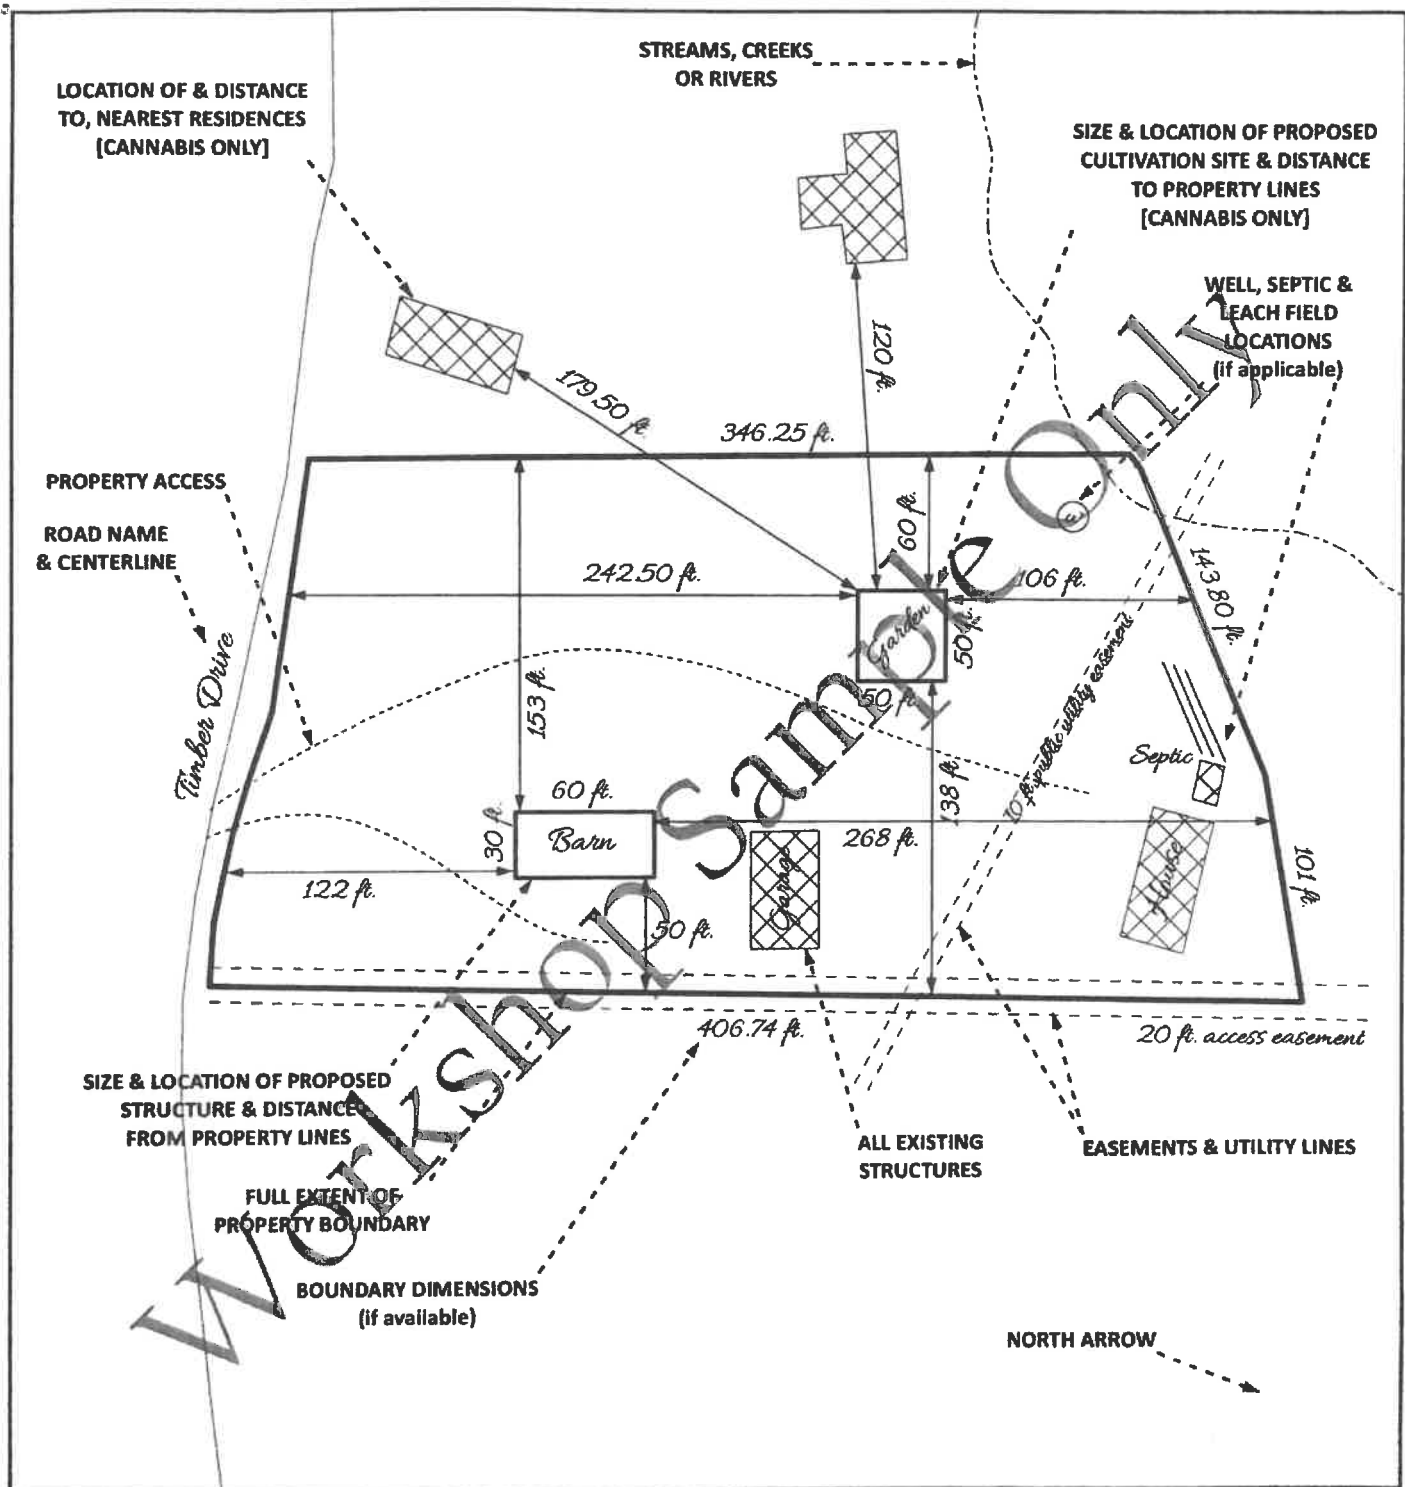 STREAMS, CREEKS
OR RIVERS
LOCATION OF & DISTANCE
TO, NEAREST RESIDENCES
[CANNABIS ONLY]
SIZE & LOCATION OF PROPOSED
CULTIVATION SITE & DISTANCE
TO PROPERTY LINES
[CANNABIS ONLY]
WELL, SEPTIC &
LEACH FIELD
LOCATIONS
(if applicable)
120 ft.
179.50 ft.
346.25 ft.
PROPERTY ACCESS
ROAD NAME
& CENTERLINE
60 ft.
242.50 ft.
106 ft.
143.80 ft.
Garden
50 ft.
50 ft.
10 ft. public utility easement
Timber Drive
153 ft.
Septic
138 ft.
60 ft.
30 ft.
Barn
268 ft.
Garage
House
101 ft.
122 ft.
50 ft.
406.74 ft.
20 ft. access easement
SIZE & LOCATION OF PROPOSED
STRUCTURE & DISTANCE
FROM PROPERTY LINES
ALL EXISTING
STRUCTURES
EASEMENTS & UTILITY LINES
FULL EXTENT OF
PROPERTY BOUNDARY
BOUNDARY DIMENSIONS
(if available)
NORTH ARROW
Workshop Sample Only